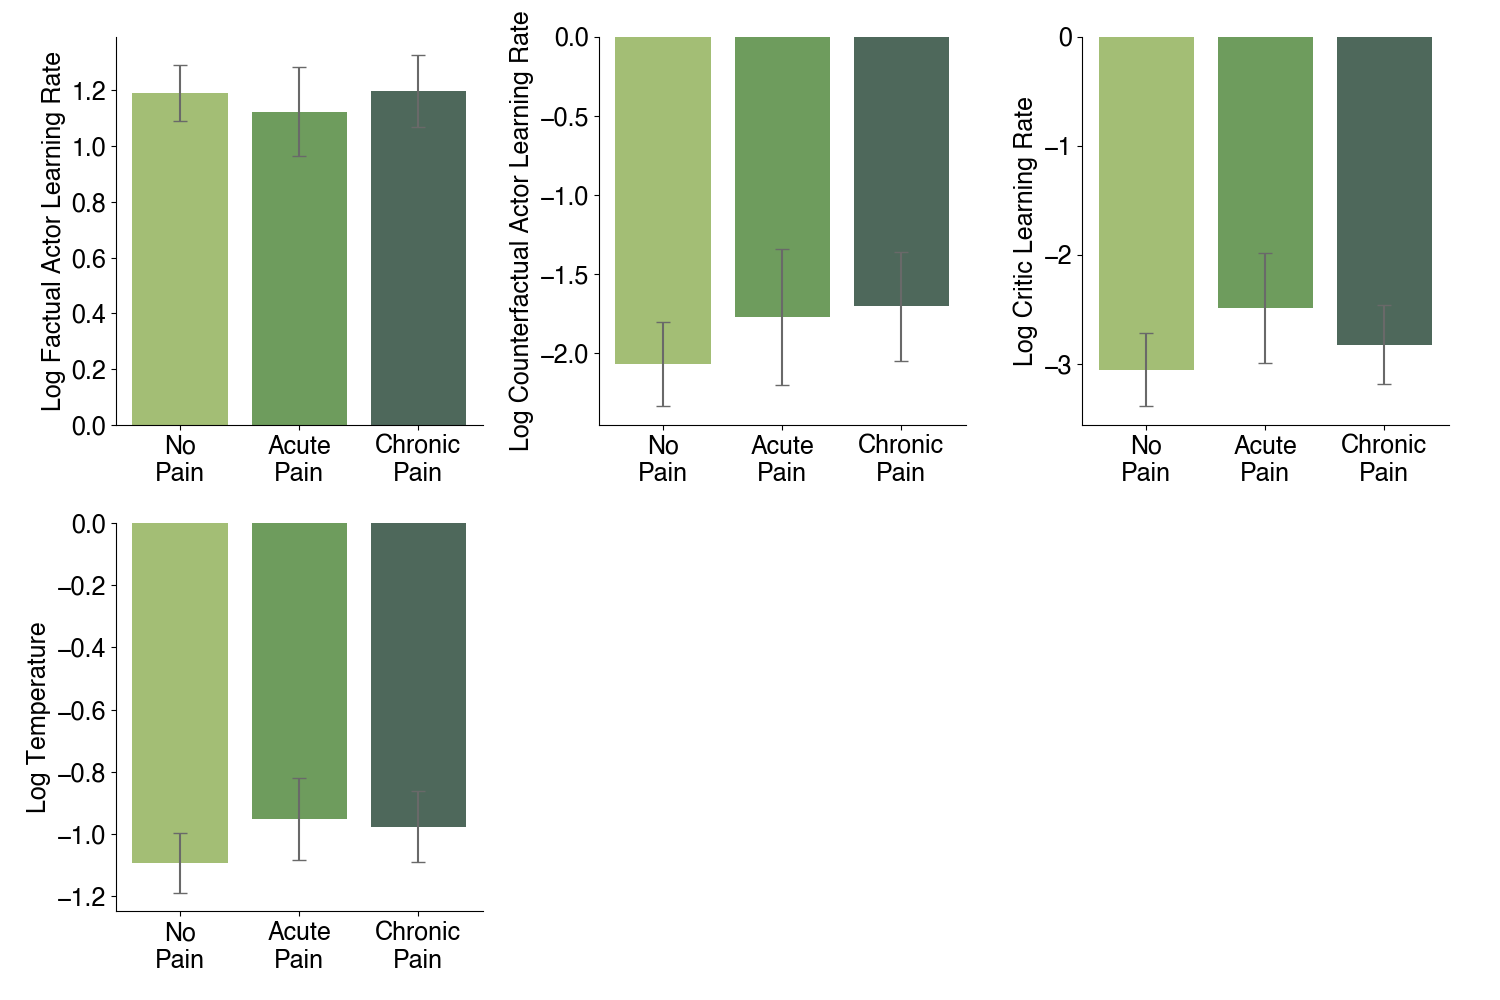 Log Factual Actor Learning Rate
1.2
1.0
0.8
0.6
0.4
0.2
0.0
No
Pain
Acute
Pain
Chronic
Pain
Log Counterfactual Actor Learning Rate
0.0
−0.5
−1.0
−1.5
−2.0
No
Pain
Acute
Pain
Chronic
Pain
Log Critic Learning Rate
0
−1
−2
−3
No
Pain
Acute
Pain
Chronic
Pain
Log Temperature
0.0
−0.2
−0.4
−0.6
−0.8
−1.0
−1.2
No
Pain
Acute
Pain
Chronic
Pain